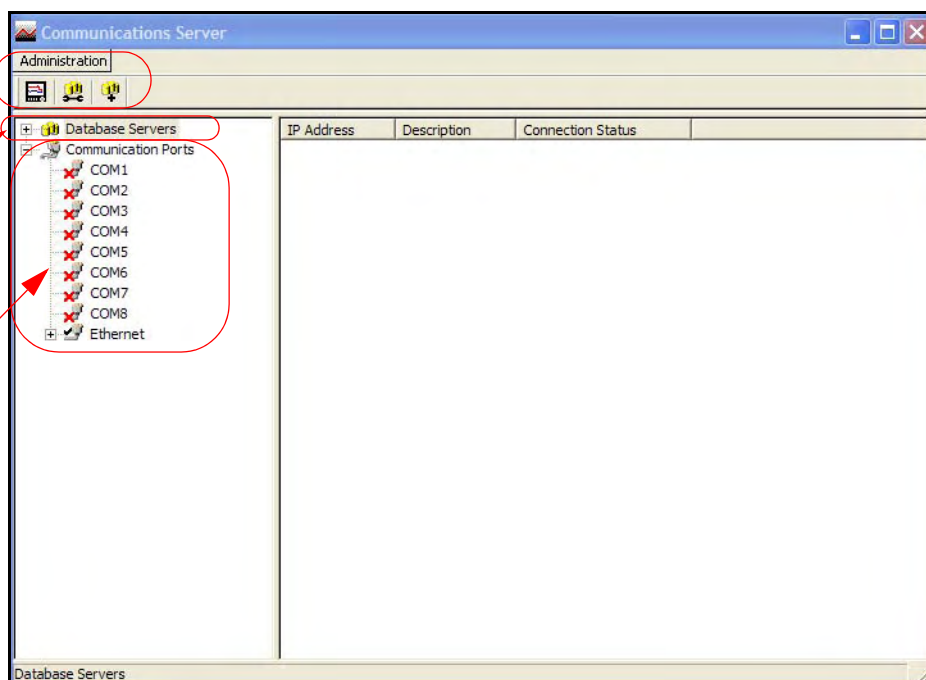 Communications Server
Administration
Database Servers
Communication Ports
COM1
COM2
COM3
COM4
COM5
COM6
COM7
COM8
Ethernet
IP Address Description Connection Status
Database Servers